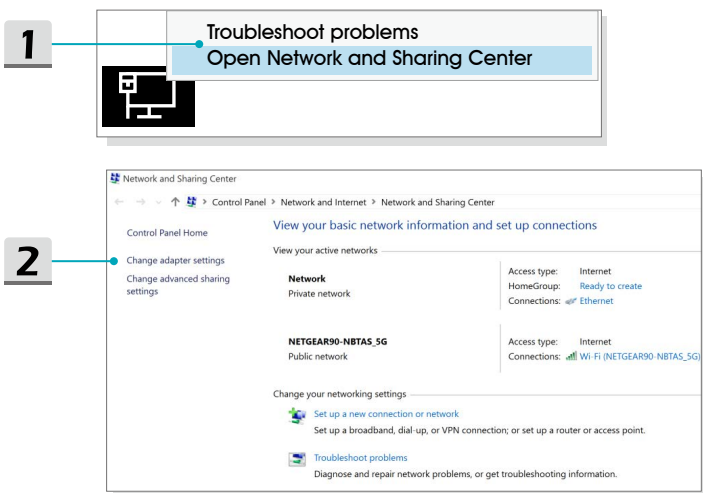 1
Troubleshoot problems
Open Network and Sharing Center
2
Network and Sharing Center
Control Panel > Network and Internet > Network and Sharing Center
Control Panel Home
Change adapter settings
Change advanced sharing
settings
View your basic network information and set up connections
View your active networks
Network
Private network
Access type: Internet
HomeGroup: Ready to create
Connections: Ethernet
NETGEAR90-NBTAS_5G
Public network
Access type: Internet
Connections: Wi-Fi (NETGEAR90-NBTAS_5G)
Change your networking settings
Set up a new connection or network
Set up a broadband, dial-up, or VPN connection; or set up a router or access point.
Troubleshoot problems
Diagnose and repair network problems, or get troubleshooting information.